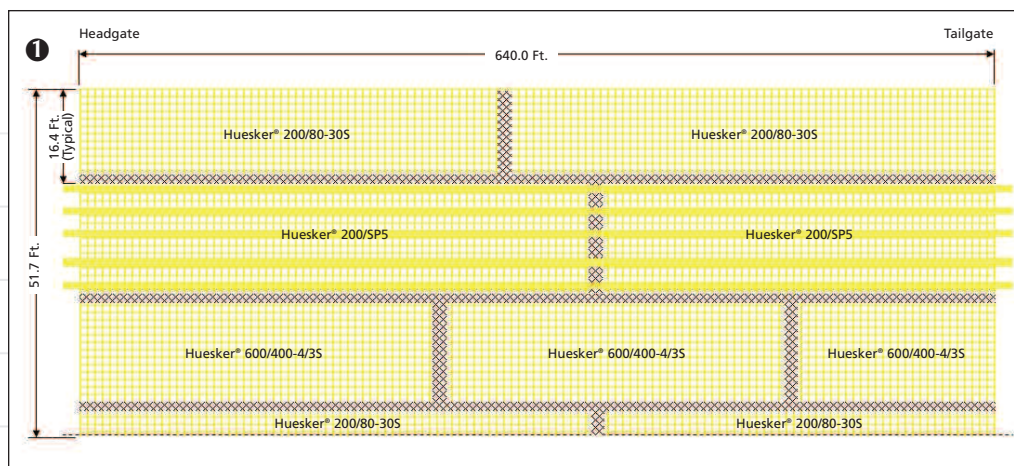 1
Headgate
Tailgate
640.0 Ft.
16.4 Ft.
(Typical)
51.7 Ft.
Huesker® 200/80-30S
Huesker® 200/80-30S
Huesker® 200/SP5
Huesker® 200/SP5
Huesker® 600/400-4/3S
Huesker® 600/400-4/3S
Huesker® 600/400-4/3S
Huesker® 200/80-30S
Huesker® 200/80-30S